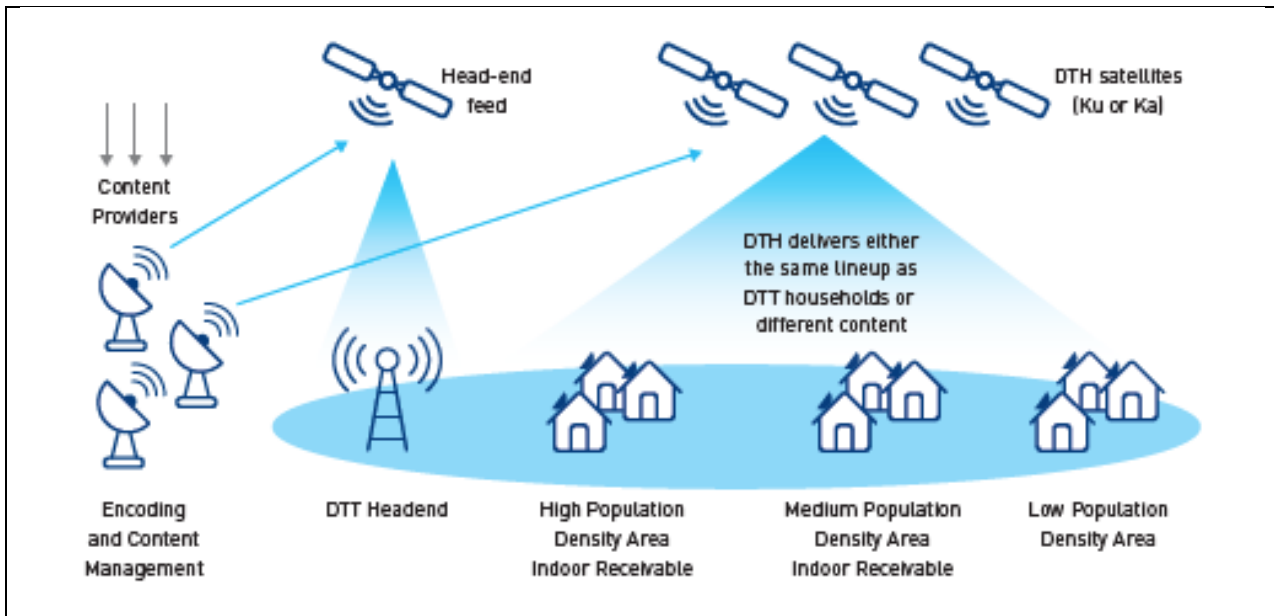 Head-end
feed
DTH satellites
(Ku or Ka)
Content
Providers
DTH delivers either
the same lineup as
DTT households or
different content
Encoding
and Content
Management
DTT Headend
High Population
Density Area
Indoor Receivable
Medium Population
Density Area
Indoor Receivable
Low Population
Density Area